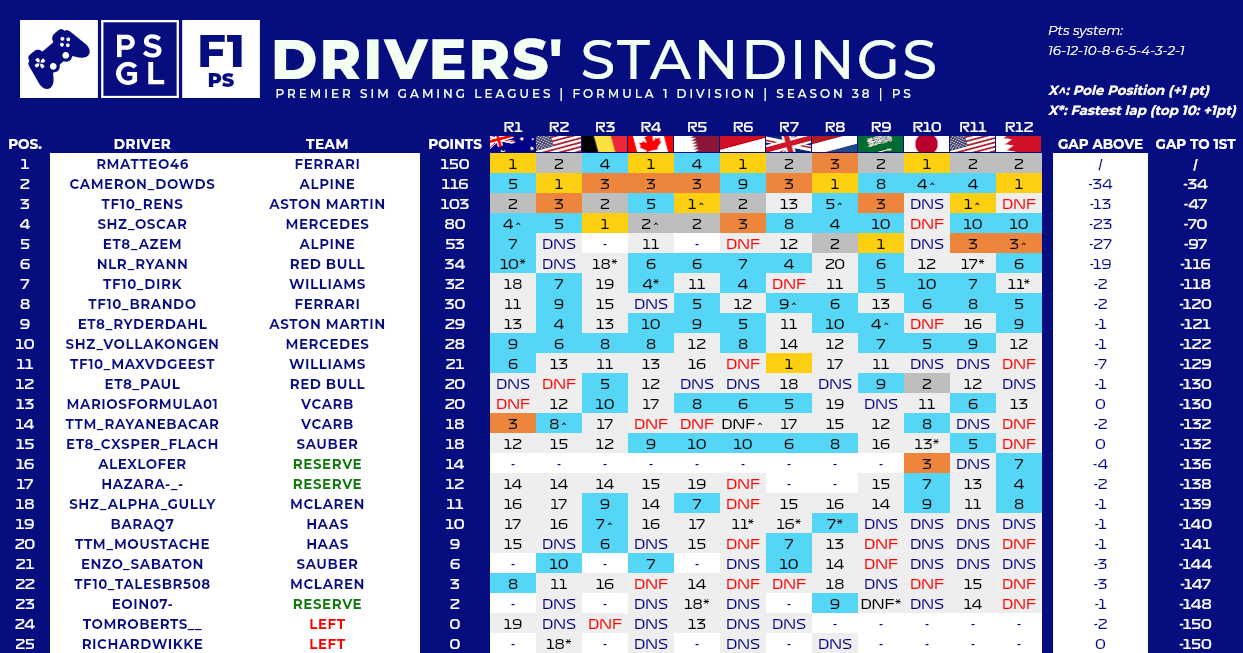 PS
GL
F1
PS
DRIVERS' STANDINGS
PREMIER SIM GAMING LEAGUES | FORMULA 1 DIVISION | SEASON 38 | PS
Pts system:
16-12-10-8-6-5-4-3-2-1
X^: Pole Position (+1 pt)
X*: Fastest lap (top 10: +1pt)
R1 R2 R3 R4 R5 R6 R7 R8 R9 R10 R11 R12
POS. DRIVER TEAM POINTS GAP ABOVE GAP TO 1ST
1 RMATTEO46 FERRARI 150 1 2 4 1 4 1 2 3 2 1 2 2 / /
2 CAMERON_DOWDS ALPINE 116 5 1 3 3 3 9 3 1 8 4^ 4 1 -34 -34
3 TF10_RENS ASTON MARTIN 103 2 3 2 5 1^ 2 13 5^ 3 DNS 1^ DNF -13 -47
4 SHZ_OSCAR MERCEDES 80 4^ 5 1 2^ 2 3 8 4 10 DNF 10 10 -23 -70
5 ET8_AZEM ALPINE 53 7 DNS - 11 - DNF 12 2 1 DNS 3 3^ -27 -97
6 NLR_RYANN RED BULL 34 10* DNS 18* 6 6 7 4 20 6 12 17* 6 -19 -116
7 TF10_DIRK WILLIAMS 32 18 7 19 4* 11 4 DNF 11 5 10 7 11* -2 -118
8 TF10_BRANDO FERRARI 30 11 9 15 DNS 5 12 9^ 6 13 6 8 5 -2 -120
9 ET8_RYDERDAHL ASTON MARTIN 29 13 4 13 10 9 5 11 10 4^ DNF 16 9 -1 -121
10 SHZ_VOLLAKONGEN MERCEDES 28 9 6 8 8 12 8 14 12 7 5 9 12 -1 -122
11 TF10_MAXVDGEEST WILLIAMS 21 6 13 11 13 16 DNF 1 17 11 DNS DNS DNF -7 -129
12 ET8_PAUL RED BULL 20 DNS DNF 5 12 DNS DNS 18 DNS 9 2 12 DNS -1 -130
13 MARIOSFORMULA01 VCARB 20 DNF 12 10 17 8 6 5 19 DNS 11 6 13 0 -130
14 TTM_RAYANEBACAR VCARB 18 3 8^ 17 DNF DNF DNF^ 17 15 12 8 DNS DNF -2 -132
15 ET8_CXSPER_FLACH SAUBER 18 12 15 12 9 10 10 6 8 16 13* 5 DNF 0 -132
16 ALEXLOFER RESERVE 14 - - - - - - - - - 3 DNS 7 -4 -136
17 HAZARA-_- RESERVE 12 14 14 14 15 19 DNF - - 15 7 13 4 -2 -138
18 SHZ_ALPHA_GULLY MCLAREN 11 16 17 9 14 7 DNF 15 16 14 9 11 8 -1 -139
19 BARAQ7 HAAS 10 17 16 7^ 16 17 11* 16* 7* DNS DNS DNS DNS -1 -140
20 TTM_MOUSTACHE HAAS 9 15 DNS 6 DNS 15 DNF 7 13 DNF DNS DNS DNF -1 -141
21 ENZO_SABATON SAUBER 6 - 10 - 7 - DNS 10 14 DNF DNS DNS DNS -3 -144
22 TF10_TALESBR508 MCLAREN 3 8 11 16 DNF 14 DNF DNF 18 DNS DNF 15 DNF -3 -147
23 EOIN07- RESERVE 2 - DNS - DNS 18* DNS - 9 DNF* DNS 14 DNF -1 -148
24 TOMROBERTS__ LEFT 0 19 DNS DNF DNS 13 DNS DNS - - - - - -2 -150
25 RICHARDWIKKE LEFT 0 - 18* - DNS - DNS - DNS - - - - 0 -150